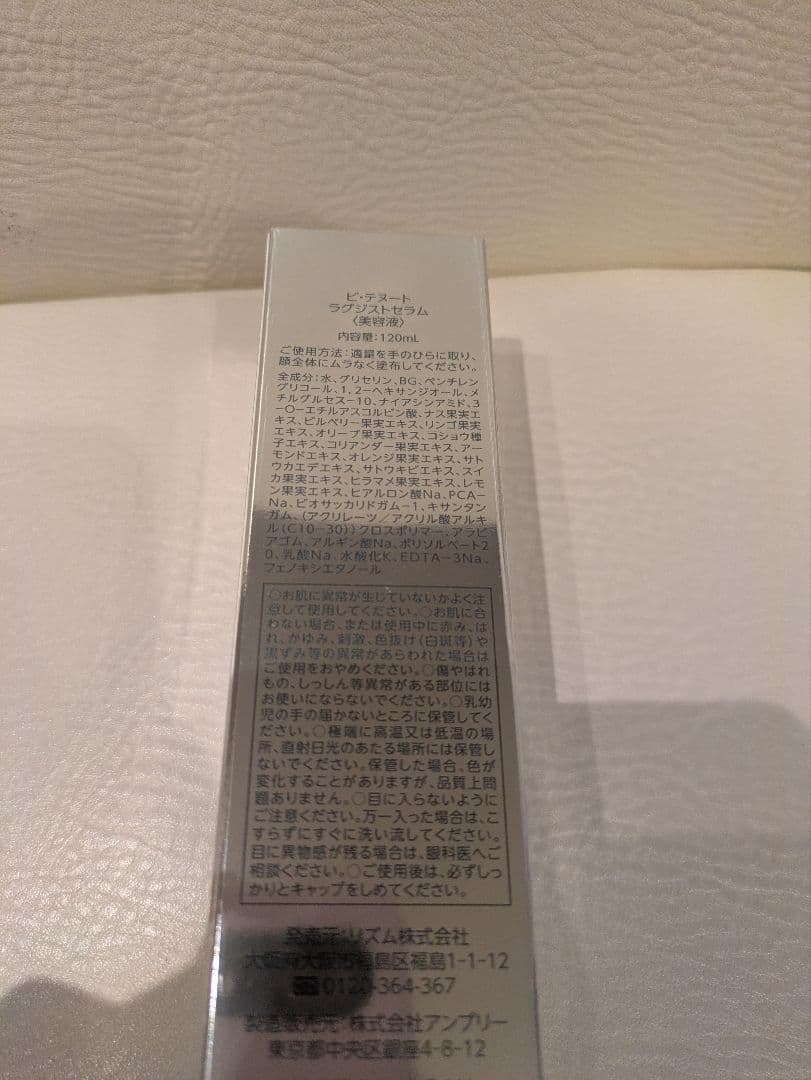 ビ・テヌート
ラグジストセラム
〈美容液〉
内容量：120mL
ご使用方法：適量を手のひらに取り、
顔全体にムラなく塗布してください。
全成分：水、グリセリン、BG、ペンチレン
グリコール、1，2－ヘキサンジオール、メ
チルグルセス－10、ナイアシンアミド、3
－O－エチルアスコルビン酸、ナス果実エ
キス、ビルベリー果実エキス、リンゴ果実
エキス、オリーブ果実エキス、コショウ種
子エキス、コリアンダー果実エキス、アー
モンドエキス、オレンジ果実エキス、サト
ウカエデエキス、サトウキビエキス、スイ
カ果実エキス、ヒラマメ果実エキス、レモ
ン果実エキス、ヒアルロン酸Na、PCA－
Na、ビオサッカリドガム－1、キサンタン
ガム、（アクリレーツ／アクリル酸アルキ
ル（C10－30））クロスポリマー、アラビ
アゴム、アルギン酸Na、ポリソルベート2
0、乳酸Na、水酸化K、EDTA－3Na、
フェノキシエタノール
○お肌に異常が生じていないかよく注
意して使用してください。○お肌に合
わない場合、または使用中に赤み、は
れ、かゆみ、刺激、色抜け（白斑等）や
黒ずみ等の異常があらわれた場合は
ご使用をおやめください。○傷やはれ
もの、しっしん等異常がある部位には
お使いにならないでください。○乳幼
児の手の届かないところに保管してく
ださい。○極端に高温又は低温の場
所、直射日光のあたる場所には保管し
ないでください。保管した場合、色が
変化することがありますが、品質上問
題ありません。○目に入らないように
ご注意ください。万一入った場合は、こ
すらずにすぐに洗い流してください。
目に異物感が残る場合は、眼科医へご
相談ください。○ご使用後は、必ずしっ
かりとキャップをしめてください。
発売元：リズム株式会社
大阪府大阪市福島区福島1-1-12
0120-364-367
製造販売元：株式会社アンプリー
東京都中央区銀座4-8-12